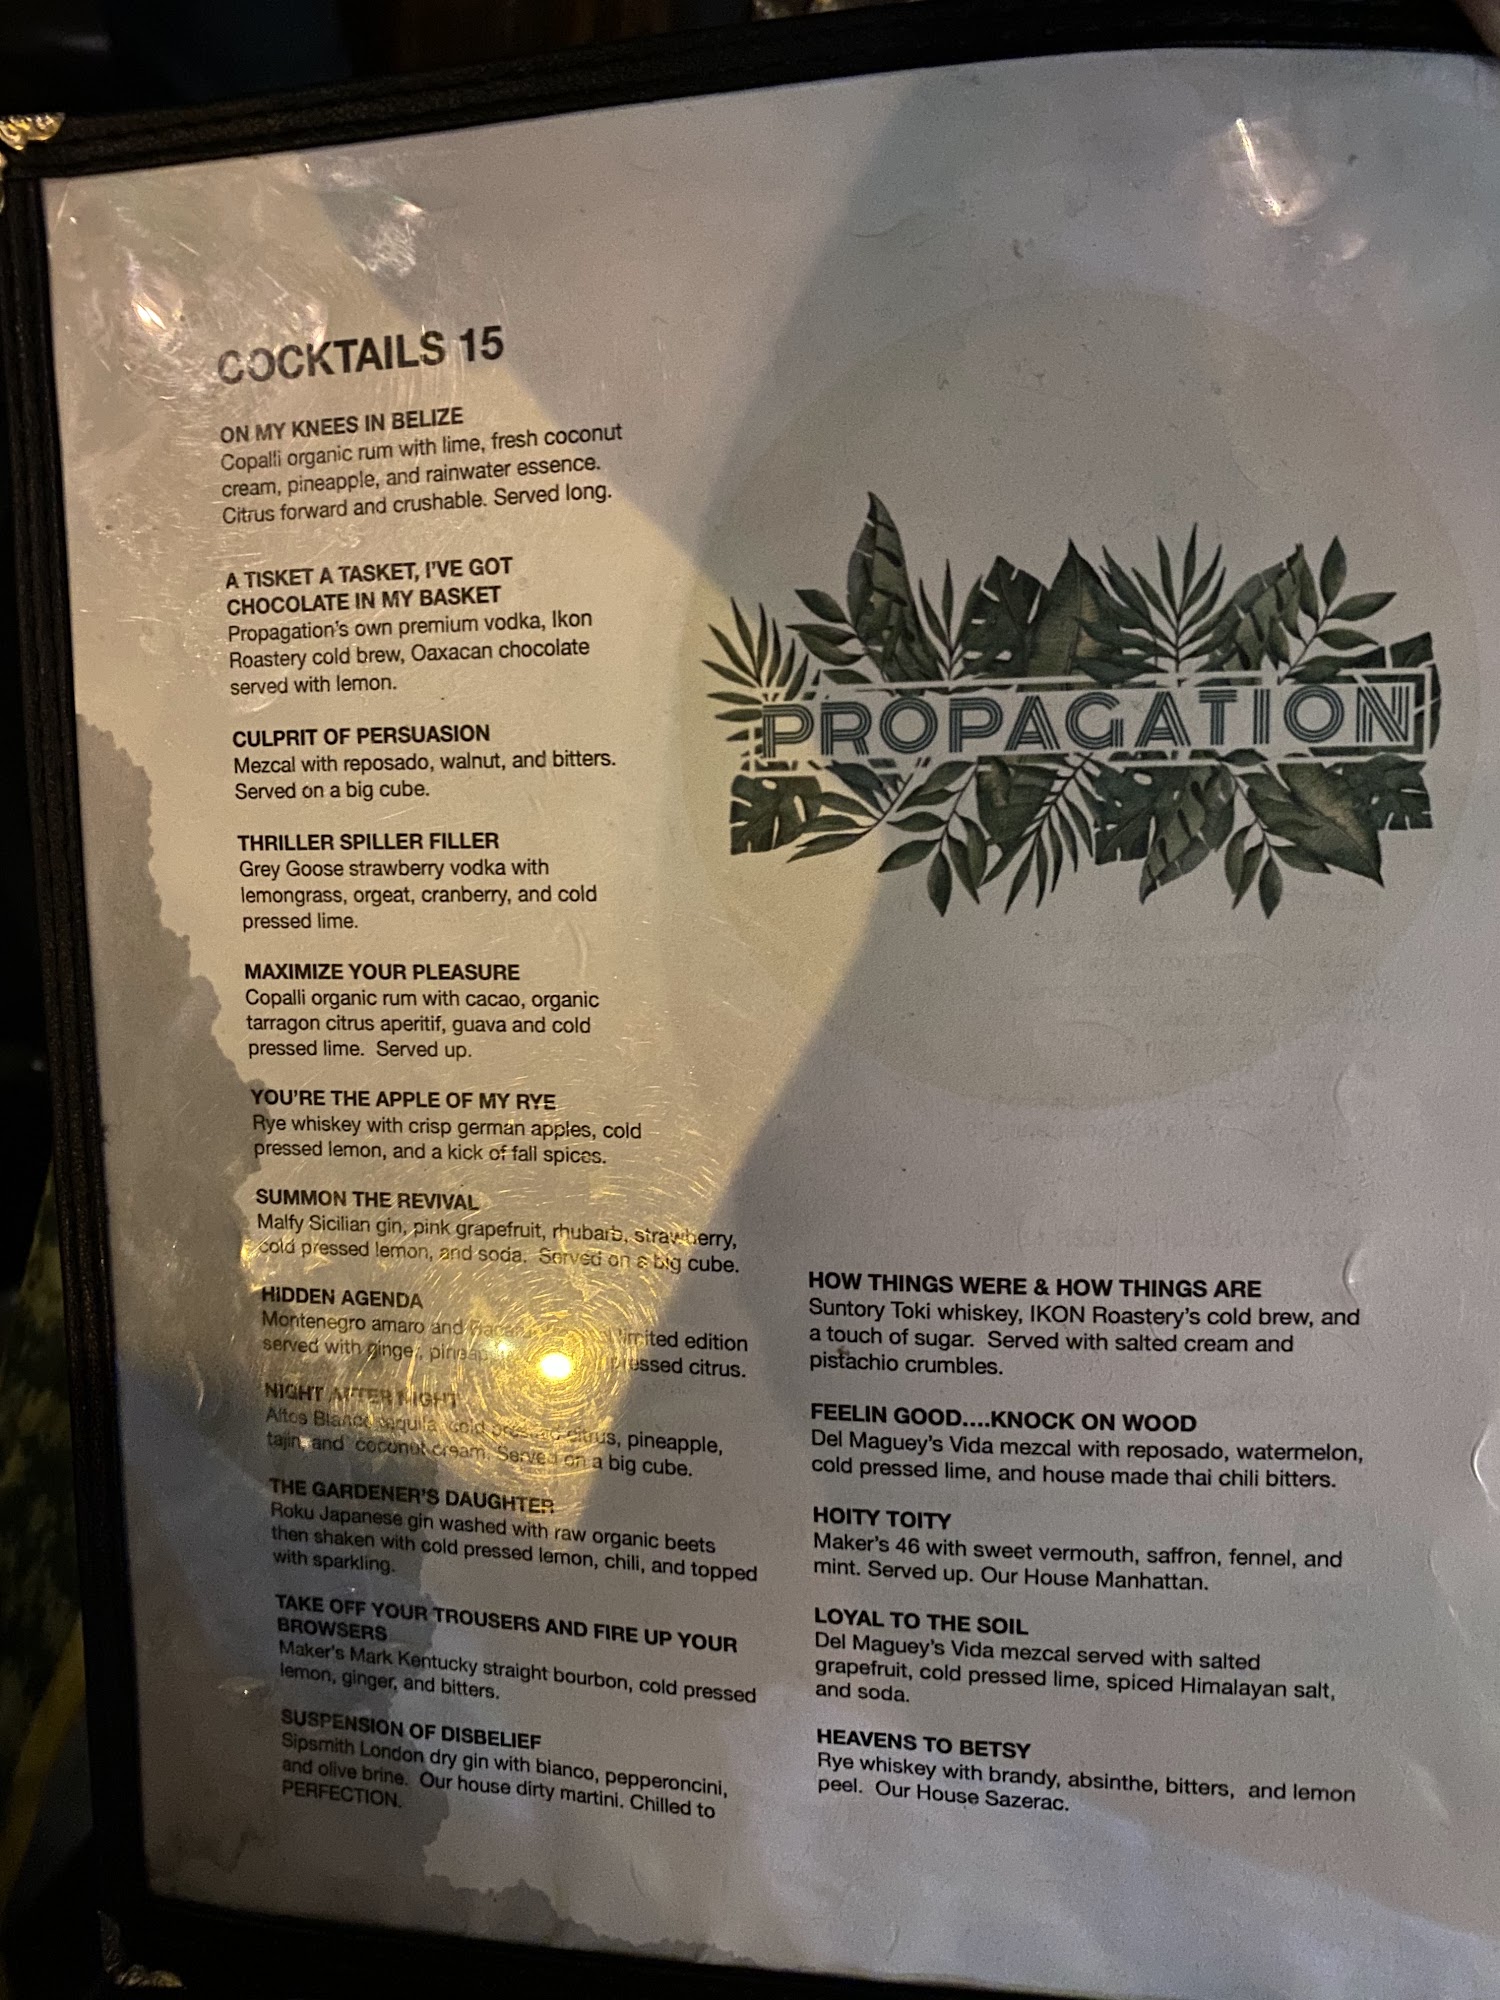 COCKTAILS 15
ON MY KNEES IN BELIZE
Copalli organic rum with lime, fresh coconut
cream, pineapple, and rainwater essence.
Citrus forward and crushable. Served long.
A TISKET A TASKET, I'VE GOT
CHOCOLATE IN MY BASKET
Propagation's own premium vodka, Ikon
Roastery cold brew, Oaxacan chocolate
served with lemon.
CULPRIT OF PERSUASION
Mezcal with reposado, walnut, and bitters.
Served on a big cube.
THRILLER SPILLER FILLER
Grey Goose strawberry vodka with
lemongrass, orgeat, cranberry, and cold
pressed lime.
MAXIMIZE YOUR PLEASURE
Copalli organic rum with cacao, organic
tarragon citrus aperitif, guava and cold
pressed lime. Served up.
YOU'RE THE APPLE OF MY RYE
Rye whiskey with crisp german apples, cold
pressed lemon, and a kick of fall spices.
SUMMON THE REVIVAL
Malfy Sicilian gin, pink grapefruit, rhubarb, strawberry,
cold pressed lemon, and soda. Served on a big cube.
HIDDEN AGENDA
Montenegro amaro and limited edition
served with ginger, pineapple pressed citrus.
NIGHT AFTER NIGHT
Altos Blanco tequila, cold pressed citrus, pineapple,
tajin, and coconut cream. Served on a big cube.
THE GARDENER'S DAUGHTER
Roku Japanese gin washed with raw organic beets
then shaken with cold pressed lemon, chili, and topped
with sparkling.
TAKE OFF YOUR TROUSERS AND FIRE UP YOUR
BROWSERS
Maker's Mark Kentucky straight bourbon, cold pressed
lemon, ginger, and bitters.
SUSPENSION OF DISBELIEF
Sipsmith London dry gin with bianco, pepperoncini,
and olive brine. Our house dirty martini. Chilled to
PERFECTION.
PROPAGATION
HOW THINGS WERE & HOW THINGS ARE
Suntory Toki whiskey, IKON Roastery's cold brew, and
a touch of sugar. Served with salted cream and
pistachio crumbles.
FEELIN GOOD....KNOCK ON WOOD
Del Maguey's Vida mezcal with reposado, watermelon,
cold pressed lime, and house made thai chili bitters.
HOITY TOITY
Maker's 46 with sweet vermouth, saffron, fennel, and
mint. Served up. Our House Manhattan.
LOYAL TO THE SOIL
Del Maguey's Vida mezcal served with salted
grapefruit, cold pressed lime, spiced Himalayan salt,
and soda.
HEAVENS TO BETSY
Rye whiskey with brandy, absinthe, bitters, and lemon
peel. Our House Sazerac.